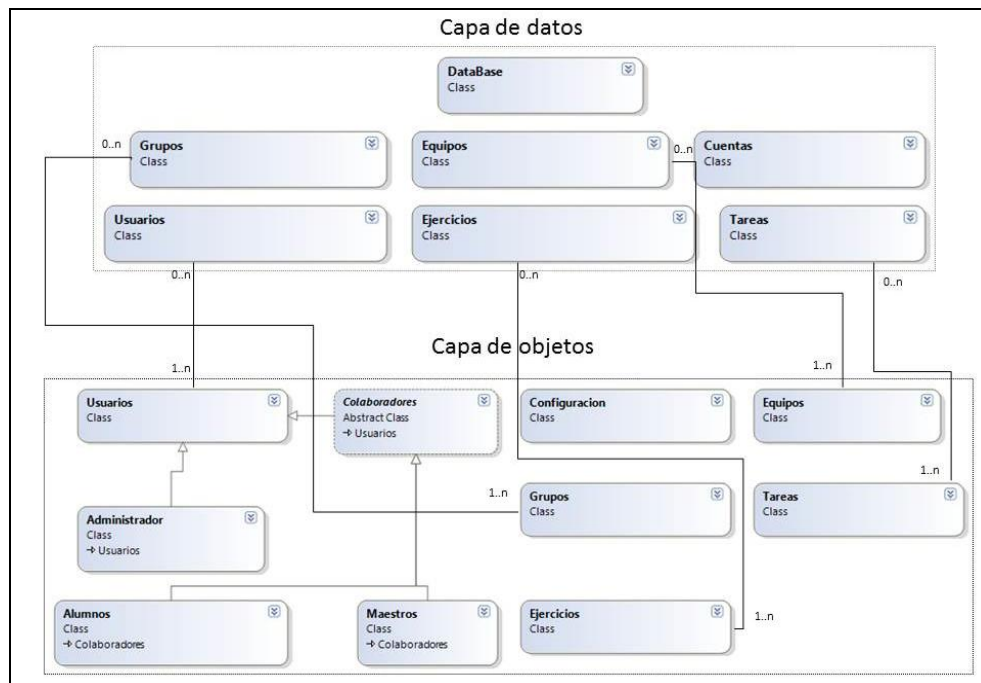 Capa de datos
DataBase
Class
0..n
Grupos
Class
Equipos
Class
0..n
Cuentas
Class
Usuarios
Class
Ejercicios
Class
Tareas
Class
0..n
0..n
0..n
Capa de objetos
1..n
1..n
Usuarios
Class
Colaboradores
Abstract Class
Usuarios
Configuracion
Class
Equipos
Class
1..n
1..n
Grupos
Class
Tareas
Class
Administrador
Class
Usuarios
Alumnos
Class
Colaboradores
Maestros
Class
Colaboradores
Ejercicios
Class
1..n